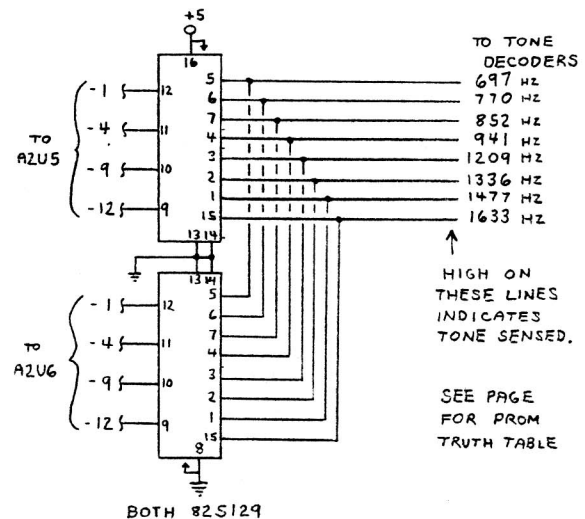 +5
16
TO TONE
DECODERS
-1 12 5 697 HZ
6 770 HZ
-4 11 7 852 HZ
4 941 HZ
TO
A2U5
-9 10 3 1209 HZ
2 1336 HZ
-12 9 1 1477 HZ
15 1633 HZ
13 14
13 14
HIGH ON
THESE LINES
INDICATES
TONE SENSED.
-1 12 5
6
-4 11 7
4
TO
A2U6
-9 10 3
2
-12 9 1
15
8
SEE PAGE
FOR PROM
TRUTH TABLE
BOTH 82S129